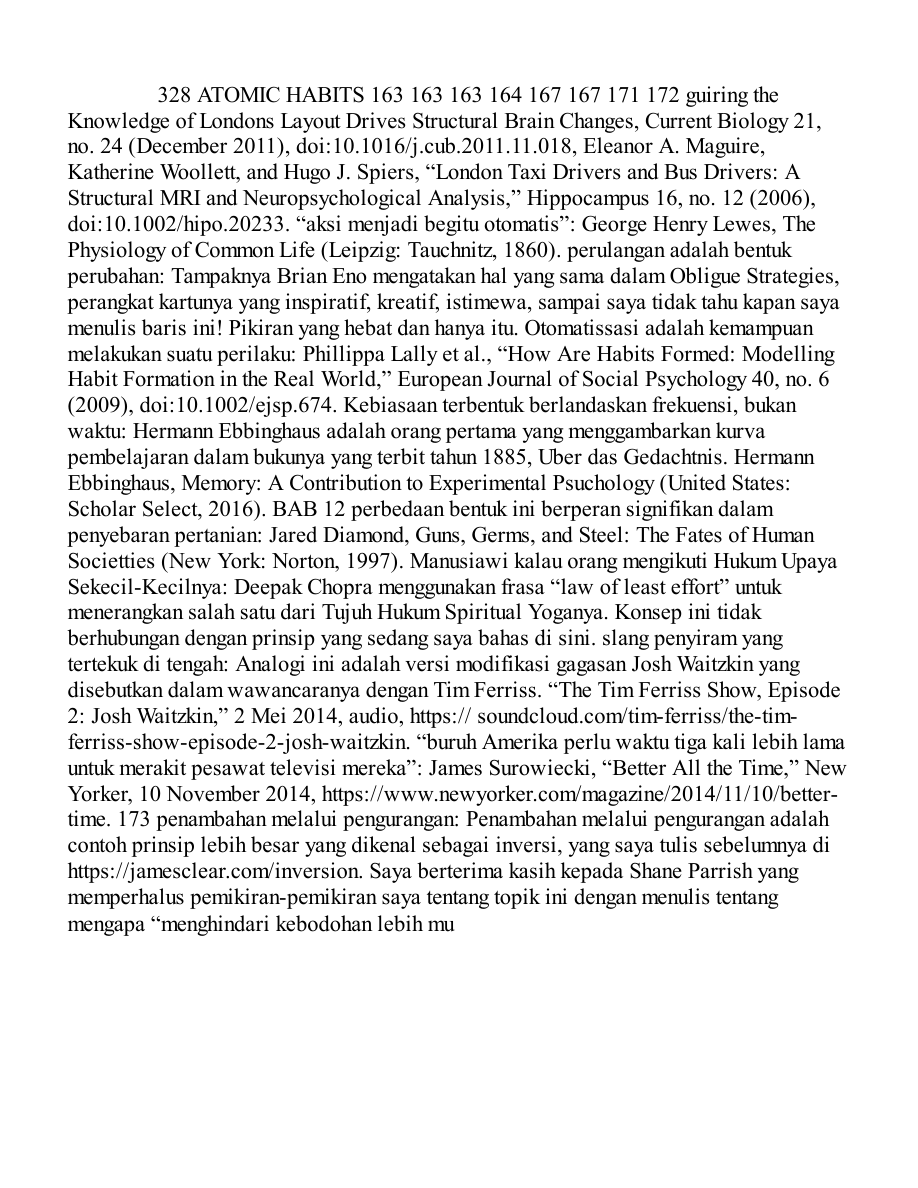 328 ATOMIC HABITS 163 163 163 164 167 167 171 172 guiring the
Knowledge of Londons Layout Drives Structural Brain Changes, Current Biology 21,
no. 24 (December 2011), doi:10.1016/j.cub.2011.11.018, Eleanor A. Maguire,
Katherine Woollett, and Hugo J. Spiers, “London Taxi Drivers and Bus Drivers: A
Structural MRI and Neuropsychological Analysis,” Hippocampus 16, no. 12 (2006),
doi:10.1002/hipo.20233. “aksi menjadi begitu otomatis”: George Henry Lewes, The
Physiology of Common Life (Leipzig: Tauchnitz, 1860). perulangan adalah bentuk
perubahan: Tampaknya Brian Eno mengatakan hal yang sama dalam Obligue Strategies,
perangkat kartunya yang inspiratif, kreatif, istimewa, sampai saya tidak tahu kapan saya
menulis baris ini! Pikiran yang hebat dan hanya itu. Otomatissasi adalah kemampuan
melakukan suatu perilaku: Phillippa Lally et al., “How Are Habits Formed: Modelling
Habit Formation in the Real World,” European Journal of Social Psychology 40, no. 6
(2009), doi:10.1002/ejsp.674. Kebiasaan terbentuk berlandaskan frekuensi, bukan
waktu: Hermann Ebbinghaus adalah orang pertama yang menggambarkan kurva
pembelajaran dalam bukunya yang terbit tahun 1885, Uber das Gedachtnis. Hermann
Ebbinghaus, Memory: A Contribution to Experimental Psuchology (United States:
Scholar Select, 2016). BAB 12 perbedaan bentuk ini berperan signifikan dalam
penyebaran pertanian: Jared Diamond, Guns, Germs, and Steel: The Fates of Human
Societties (New York: Norton, 1997). Manusiawi kalau orang mengikuti Hukum Upaya
Sekecil-Kecilnya: Deepak Chopra menggunakan frasa “law of least effort” untuk
menerangkan salah satu dari Tujuh Hukum Spiritual Yoganya. Konsep ini tidak
berhubungan dengan prinsip yang sedang saya bahas di sini. slang penyiram yang
tertekuk di tengah: Analogi ini adalah versi modifikasi gagasan Josh Waitzkin yang
disebutkan dalam wawancaranya dengan Tim Ferriss. “The Tim Ferriss Show, Episode
2: Josh Waitzkin,” 2 Mei 2014, audio, https:// soundcloud.com/tim-ferriss/the-tim-
ferriss-show-episode-2-josh-waitzkin. “buruh Amerika perlu waktu tiga kali lebih lama
untuk merakit pesawat televisi mereka”: James Surowiecki, “Better All the Time,” New
Yorker, 10 November 2014, https://www.newyorker.com/magazine/2014/11/10/better-
time. 173 penambahan melalui pengurangan: Penambahan melalui pengurangan adalah
contoh prinsip lebih besar yang dikenal sebagai inversi, yang saya tulis sebelumnya di
https://jamesclear.com/inversion. Saya berterima kasih kepada Shane Parrish yang
memperhalus pemikiran-pemikiran saya tentang topik ini dengan menulis tentang
mengapa “menghindari kebodohan lebih mu